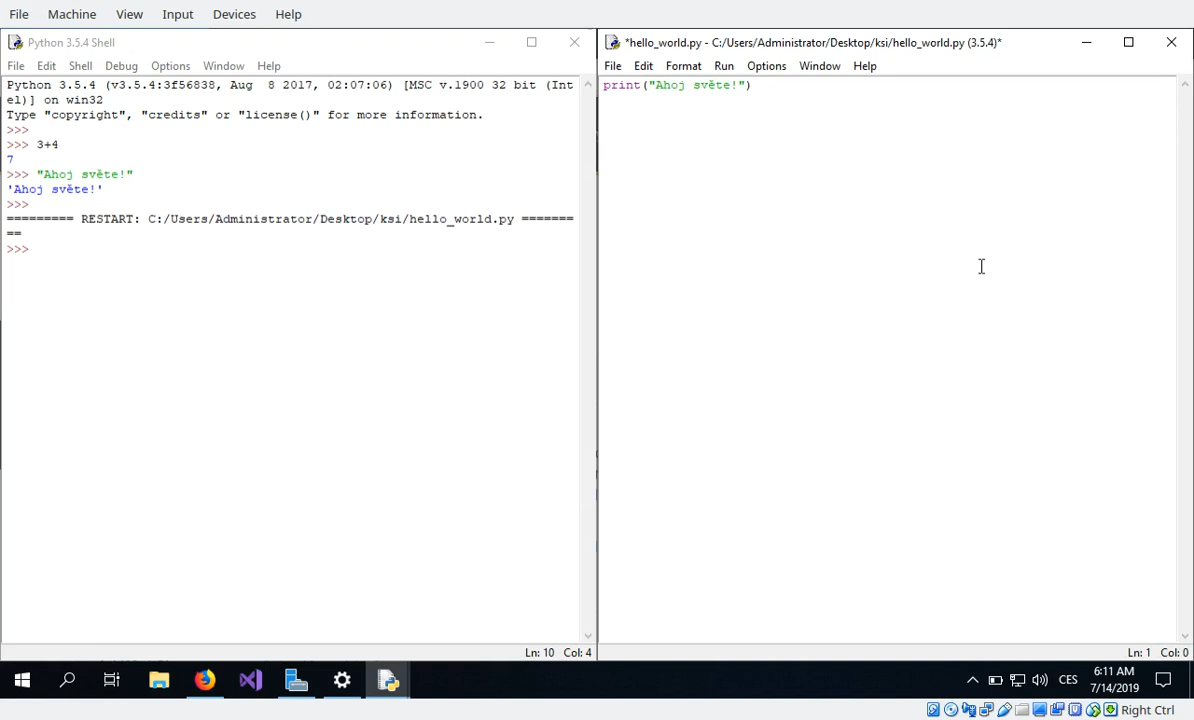 File Machine View Input Devices Help
Python 3.5.4 Shell
File Edit Shell Debug Options Window Help
Python 3.5.4 (v3.5.4:3f56838, Aug  8 2017, 02:07:06) [MSC v.1900 32 bit (Int
el)] on win32
Type "copyright", "credits" or "license()" for more information.
>>>
>>> 3+4
7
>>> "Ahoj světe!"
'Ahoj světe!'
>>>
========= RESTART: C:/Users/Administrator/Desktop/ksi/hello_world.py =======
==
>>>
Ln: 10 Col: 4
*hello_world.py - C:/Users/Administrator/Desktop/ksi/hello_world.py (3.5.4)*
File Edit Format Run Options Window Help
print("Ahoj světe!")
Ln: 1 Col: 0
CES
6:11 AM
7/14/2019
Right Ctrl